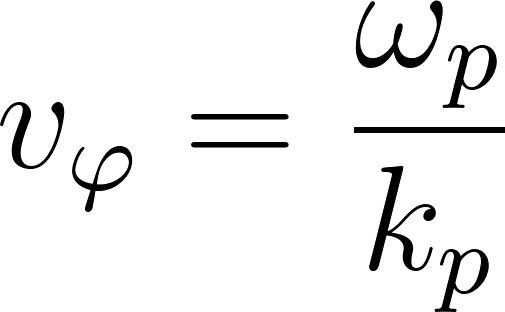 v_φ = ω_p / k_p